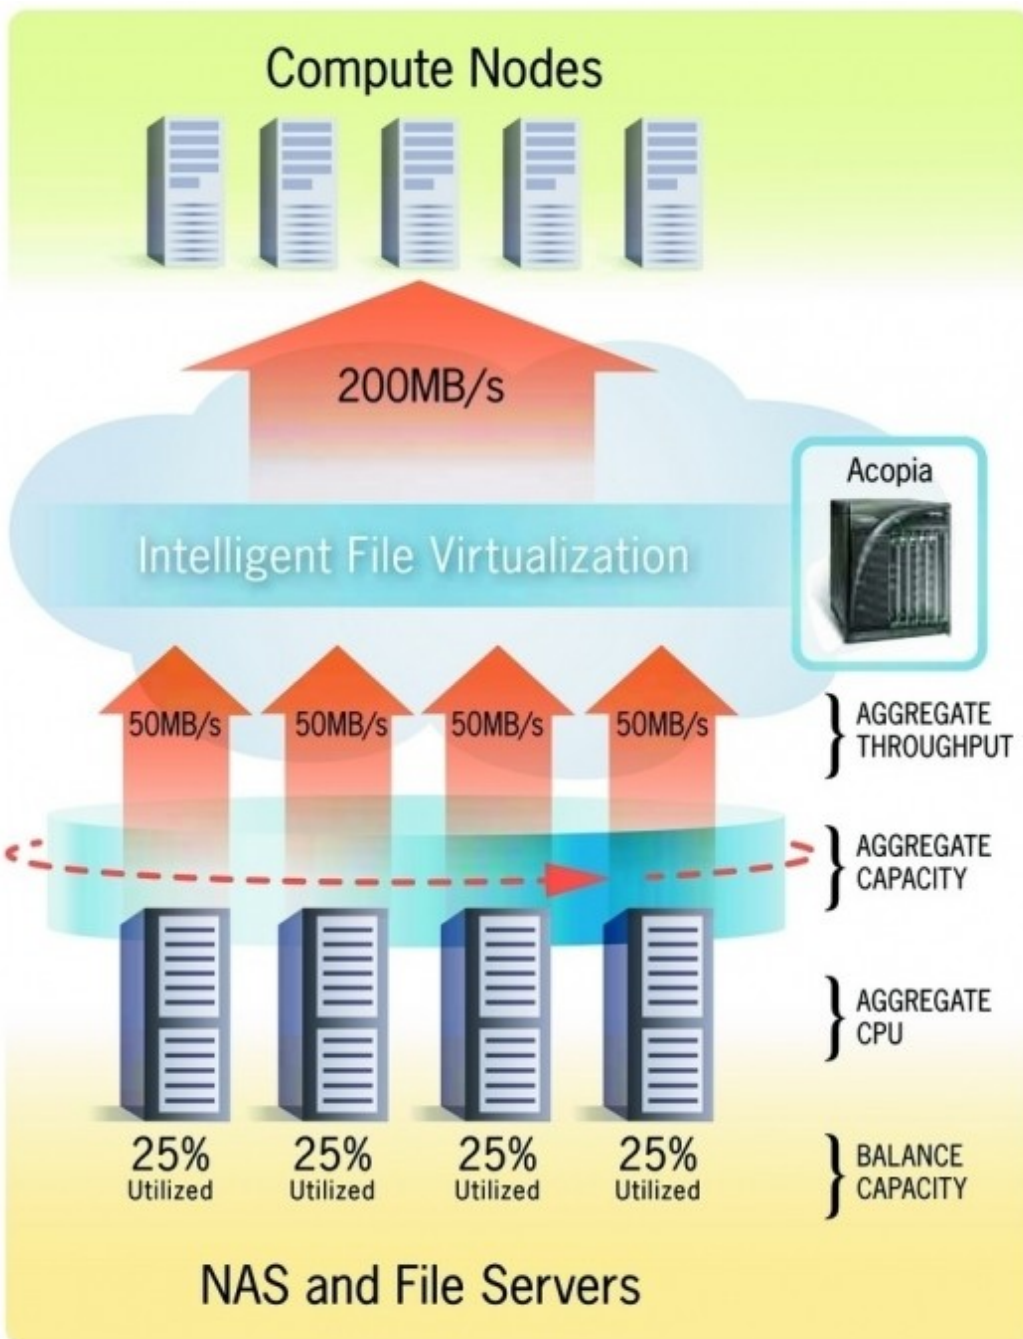 Compute Nodes
200MB/s
Acopia
Intelligent File Virtualization
50MB/s
50MB/s
50MB/s
50MB/s
AGGREGATE
THROUGHPUT
AGGREGATE
CAPACITY
AGGREGATE
CPU
25%
Utilized
25%
Utilized
25%
Utilized
25%
Utilized
BALANCE
CAPACITY
NAS and File Servers